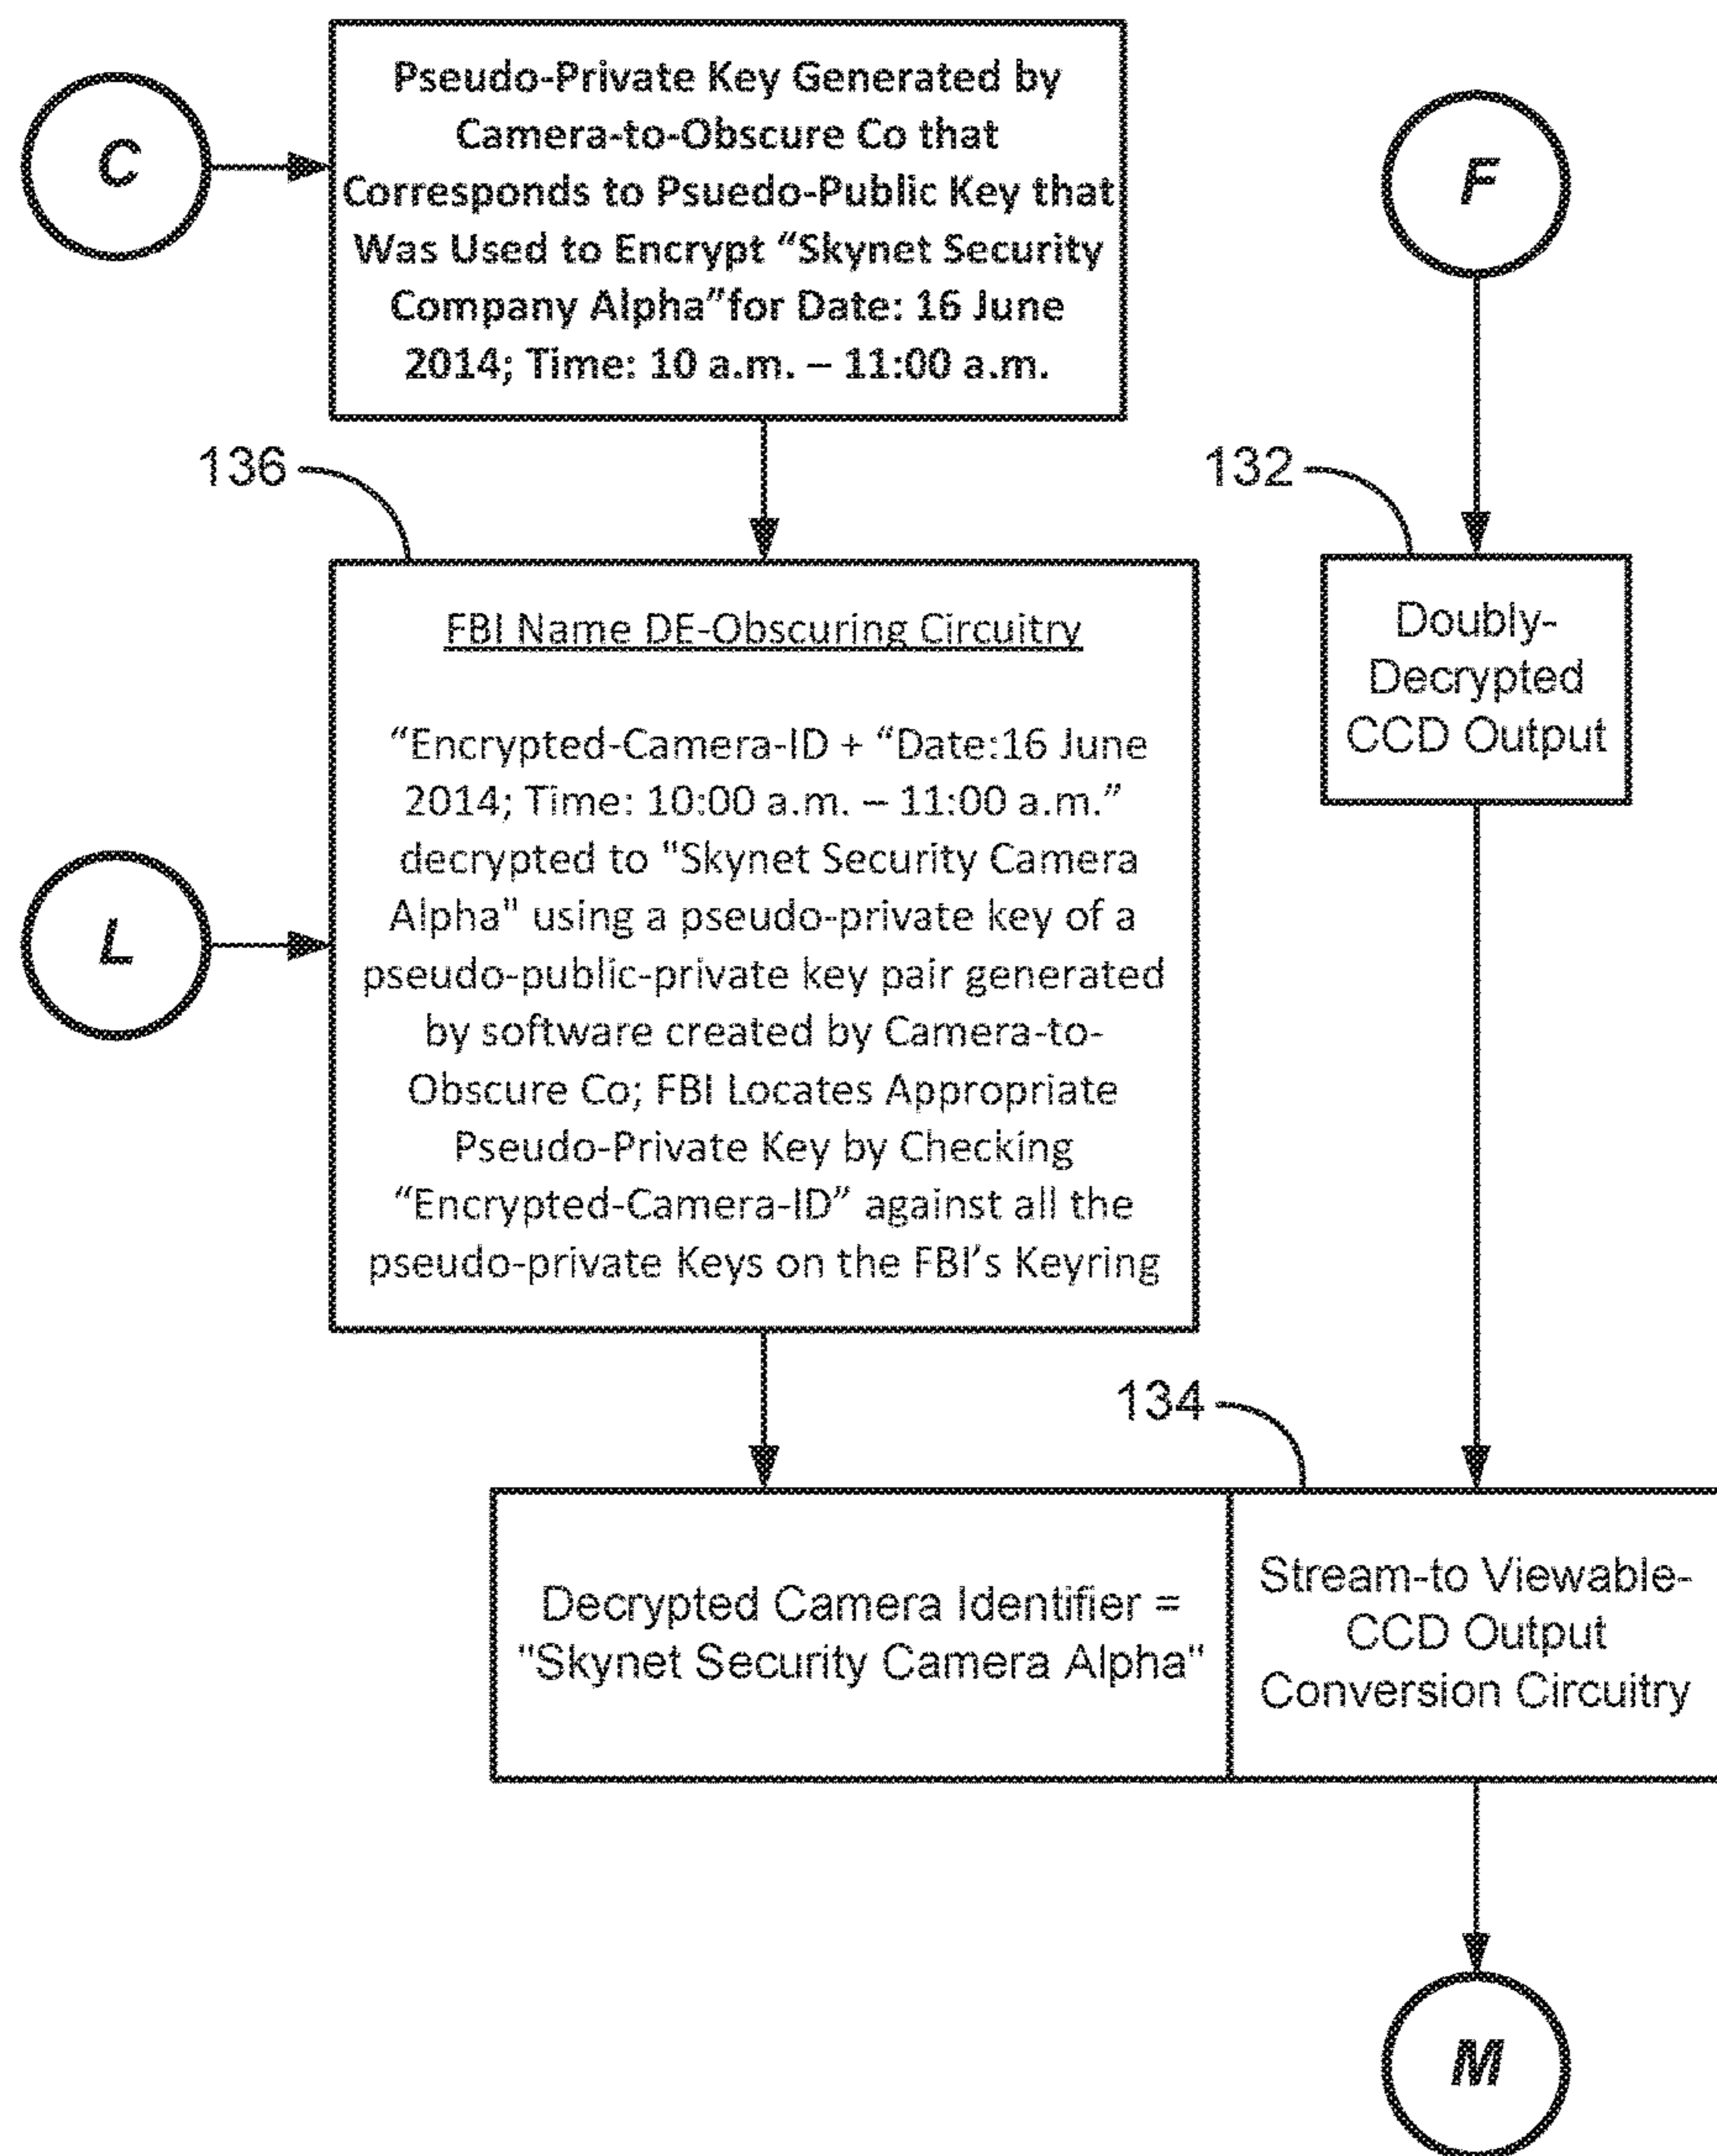 C
Pseudo-Private Key Generated by
Camera-to-Obscure Co that
Corresponds to Psuedo-Public Key that
Was Used to Encrypt “Skynet Security
Company Alpha”for Date: 16 June
2014; Time: 10 a.m. – 11:00 a.m.
F
136
132
FBI Name DE-Obscuring Circuitry
“Encrypted-Camera-ID + “Date:16 June
2014; Time: 10:00 a.m. – 11:00 a.m.”
decrypted to "Skynet Security Camera
Alpha" using a pseudo-private key of a
pseudo-public-private key pair generated
by software created by Camera-to-
Obscure Co; FBI Locates Appropriate
Pseudo-Private Key by Checking
“Encrypted-Camera-ID” against all the
pseudo-private Keys on the FBI’s Keyring
Doubly-
Decrypted
CCD Output
L
134
Decrypted Camera Identifier =
"Skynet Security Camera Alpha"
Stream-to Viewable-
CCD Output
Conversion Circuitry
M